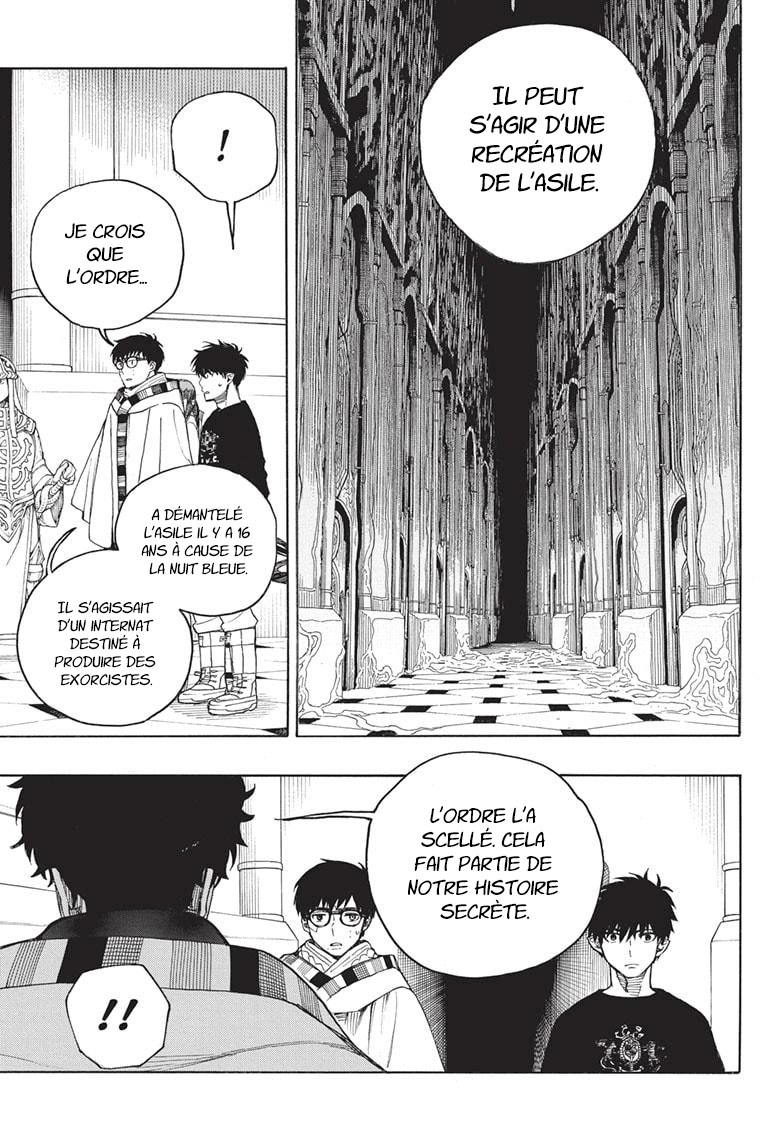 IL PEUT
S'AGIR D'UNE
RECRÉATION
DE L'ASILE.
!
JE CROIS
QUE
L'ORDRE...
A DÉMANTELÉ
L'ASILE IL Y A 16
ANS À CAUSE DE
LA NUIT BLEUE.
IL S'AGISSAIT
D'UN INTERNAT
DESTINÉ À
PRODUIRE DES
EXORCISTES.
L'ORDRE L'A
SCELLÉ. CELA
FAIT PARTIE DE
NOTRE HISTOIRE
SECRÈTE.
!!